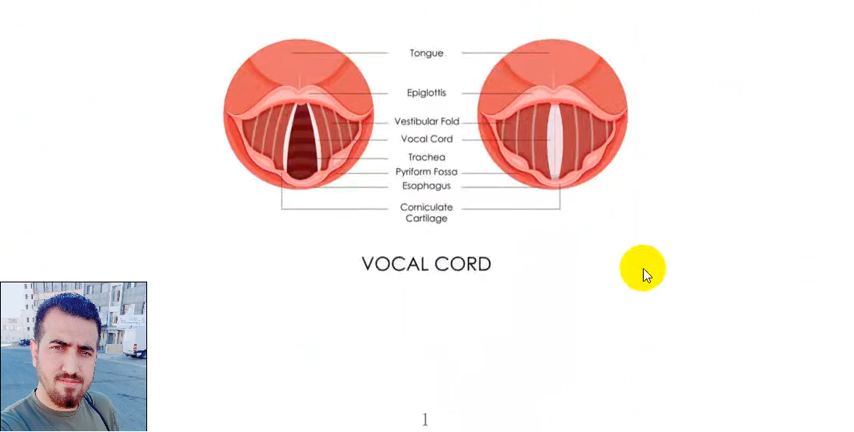 Tongue
Epiglottis
Vestibular Fold
Vocal Cord
Trachea
Pyriform Fossa
Esophagus
Corniculate
Cartilage
VOCAL CORD
1